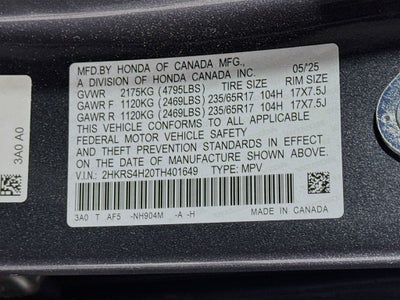 MFD.BY HONDA OF CANADA MFG., 05/25
A DIVISION OF HONDA CANADA INC.
GVWR 2175KG (4795LBS) TIRE SIZE RIM SIZE
GAWR F 1120KG (2469LBS) 235/65R17 104H 17X7.5J
GAWR R 1120KG (2469LBS) 235/65R17 104H 17X7.5J
THIS VEHICLE CONFORMS TO ALL APPLICABLE
FEDERAL MOTOR VEHICLE SAFETY
AND THEFT PREVENTION STANDARDS IN EFFECT
ON THE DATE OF MANUFACTURE SHOWN ABOVE.
V.I.N.: 2HKRS4H20TH401649 TYPE: MPV
3A0 T AF5 -NH904M -A -H MADE IN CANADA
3A0 A0